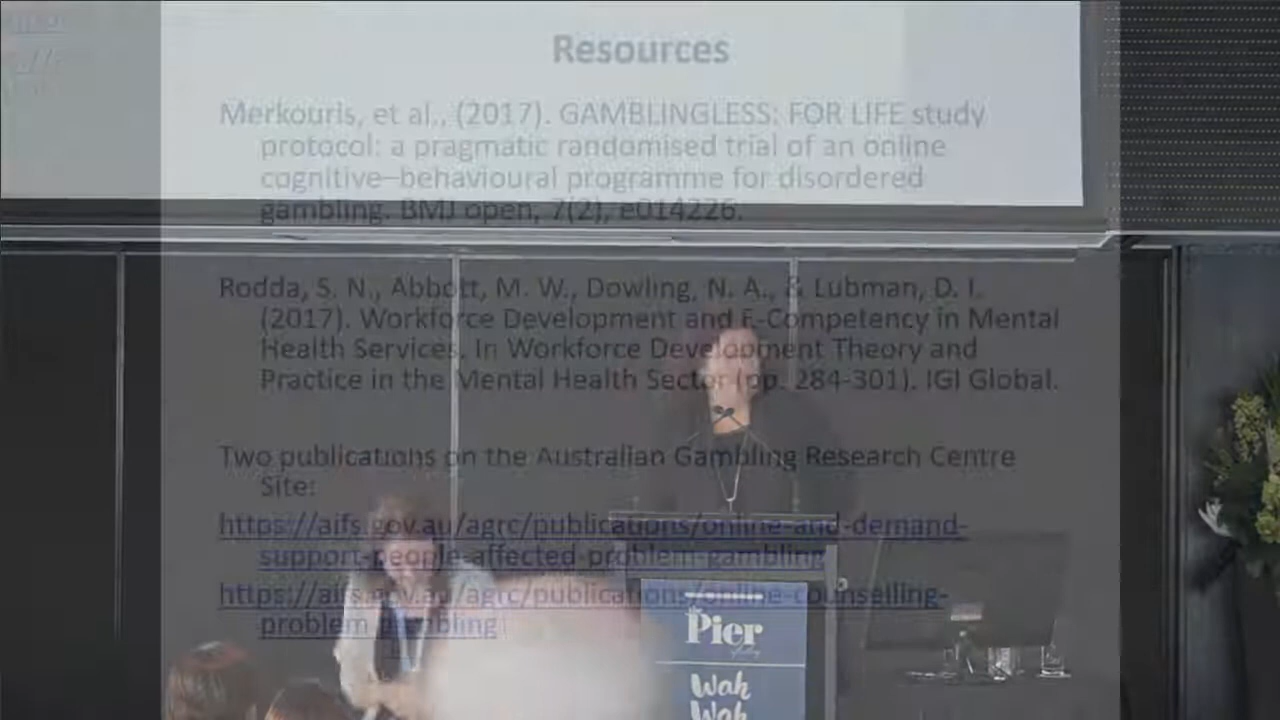 Resources
Merkouris, et al., (2017). GAMBLINGLESS: FOR LIFE study
protocol: a pragmatic randomised trial of an online
cognitive–behavioural programme for disordered
gambling. BMJ open, 7(2), e014226.
Rodda, S. N., Abbott, M. W., Dowling, N. A., & Lubman, D. I.
(2017). Workforce Development and E-Competency in Mental
Health Services. In Workforce Development Theory and
Practice in the Mental Health Sector (pp. 284-301). IGI Global.
Two publications on the Australian Gambling Research Centre
Site:
https://aifs.gov.au/agrc/publications/online-and-demand-
support-people-affected-problem-gambling
https://aifs.gov.au/agrc/publications/online-counselling-
problem-gambling
the
Pier
Wah
Wah